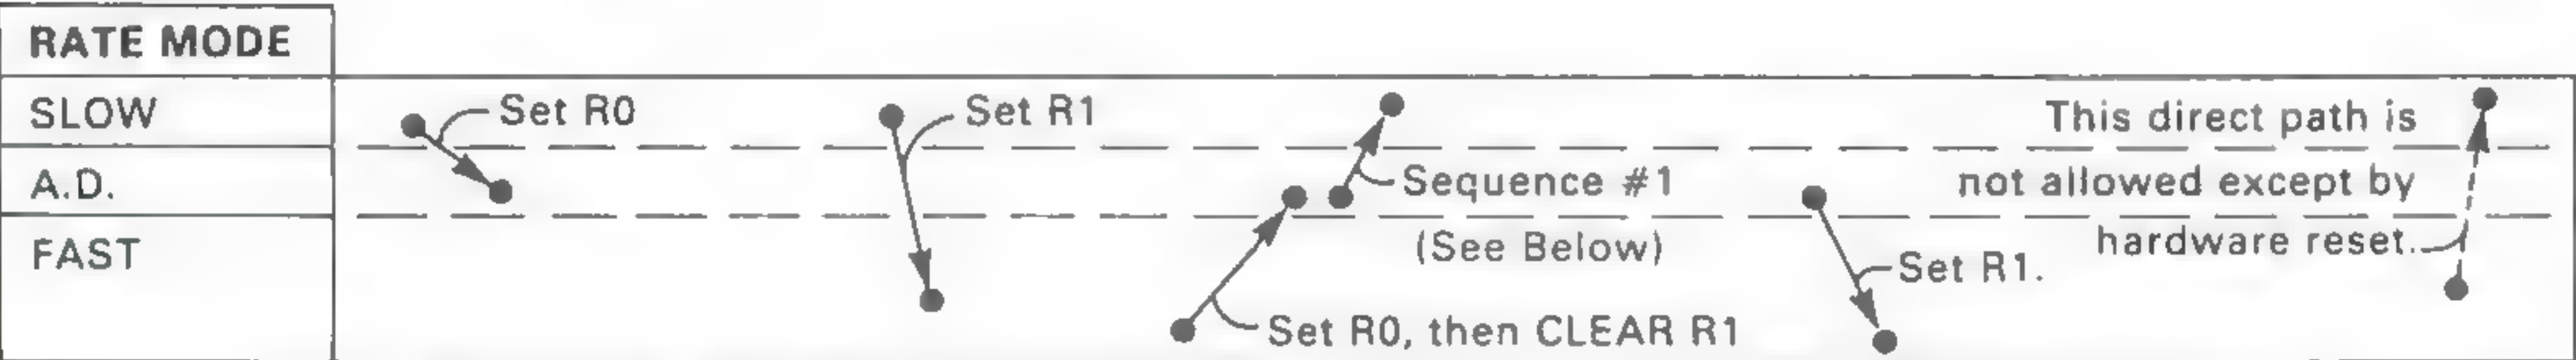 RATE MODE
SLOW
A.D.
FAST
Set R0
Set R1
Sequence #1
(See Below)
Set R0, then CLEAR R1
Set R1.
This direct path is
not allowed except by
hardware reset.